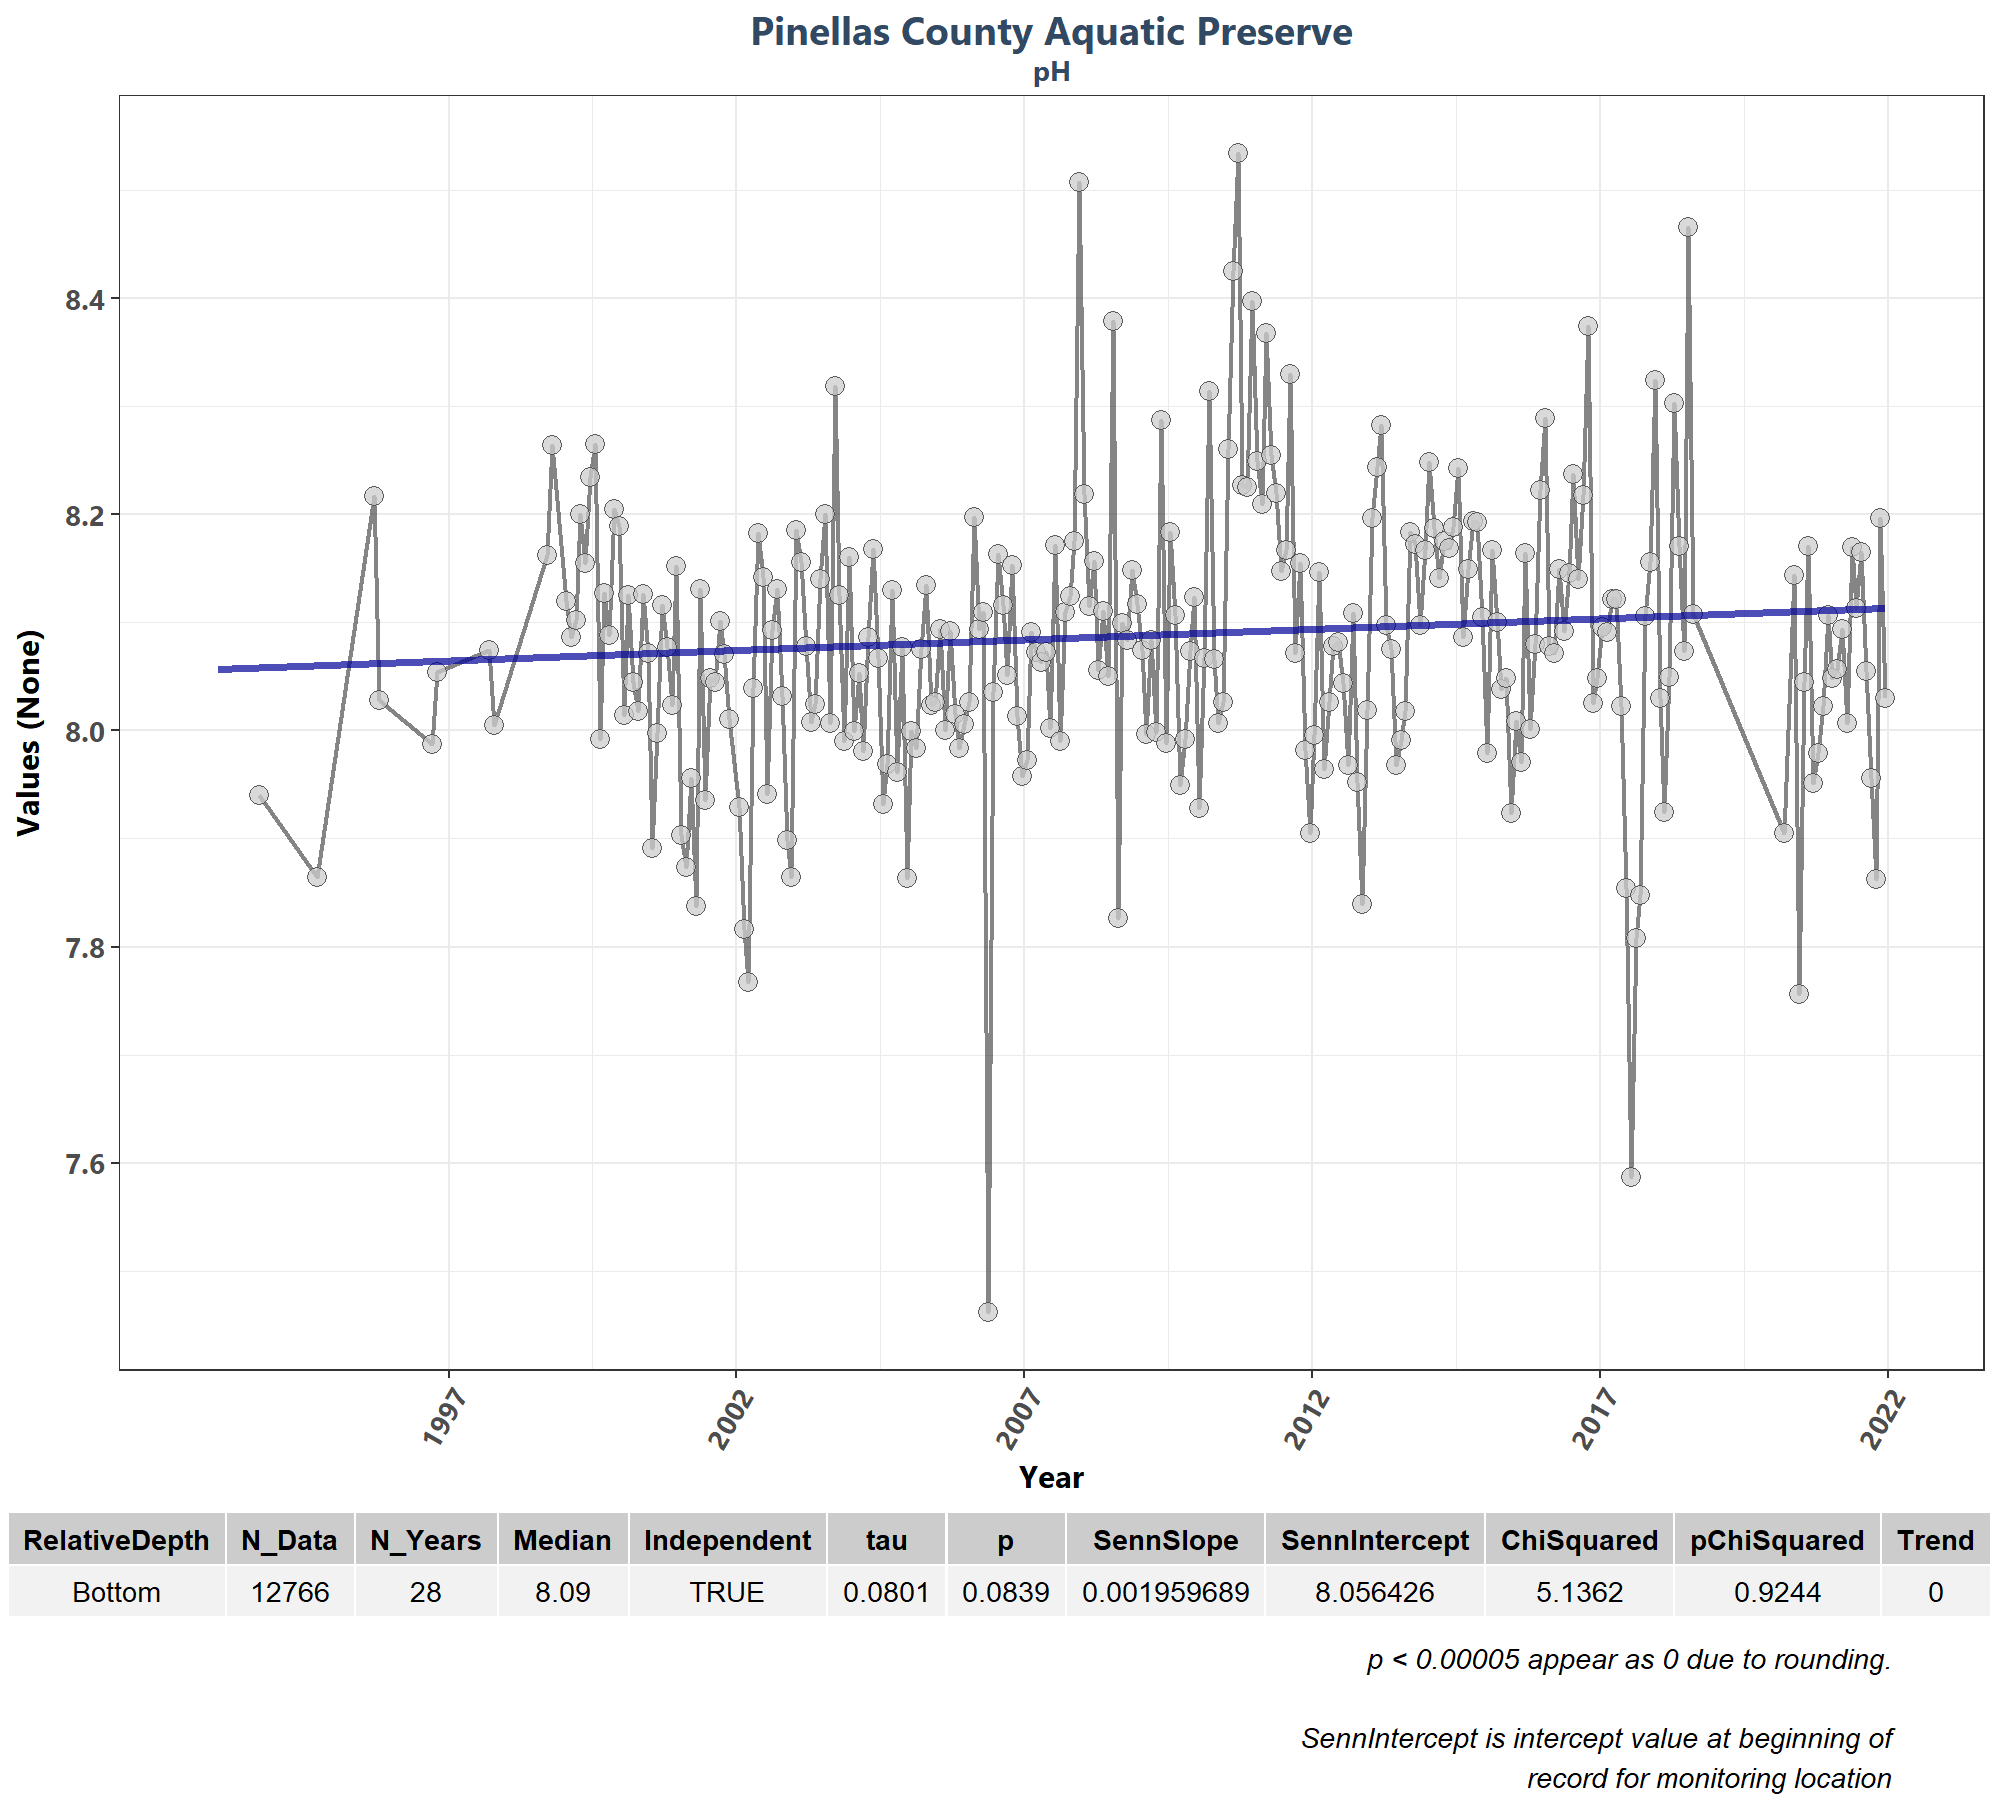 Pinellas County Aquatic Preserve
pH
Values (None)
8.4
8.2
8.0
7.8
7.6
1997
2002
2007
2012
2017
2022
Year
RelativeDepth N_Data N_Years Median Independent tau p SennSlope SennIntercept ChiSquared pChiSquared Trend
Bottom 12766 28 8.09 TRUE 0.0801 0.0839 0.001959689 8.056426 5.1362 0.9244 0
p < 0.00005 appear as 0 due to rounding.
SennIntercept is intercept value at beginning of
record for monitoring location